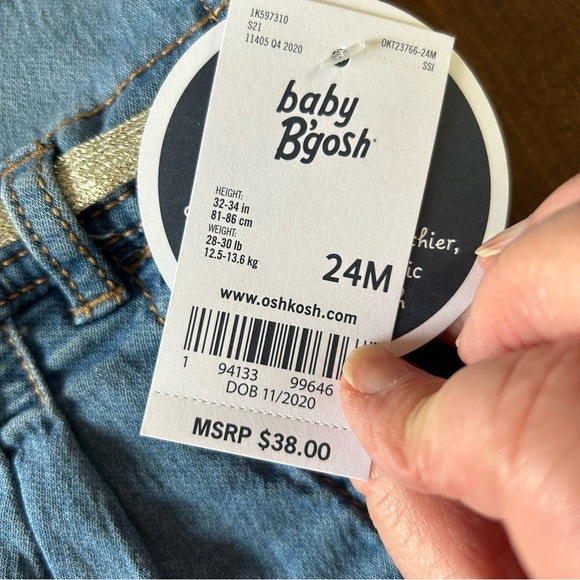 1K597310
S21
11405 Q4 2020
OKT23766-24M
SSI
baby
B'gosh
HEIGHT:
32-34 in
81-86 cm
WEIGHT:
28-30 lb
12.5-13.6 kg
24M
www.oshkosh.com
1 94133 99646
DOB 11/2020
MSRP $38.00